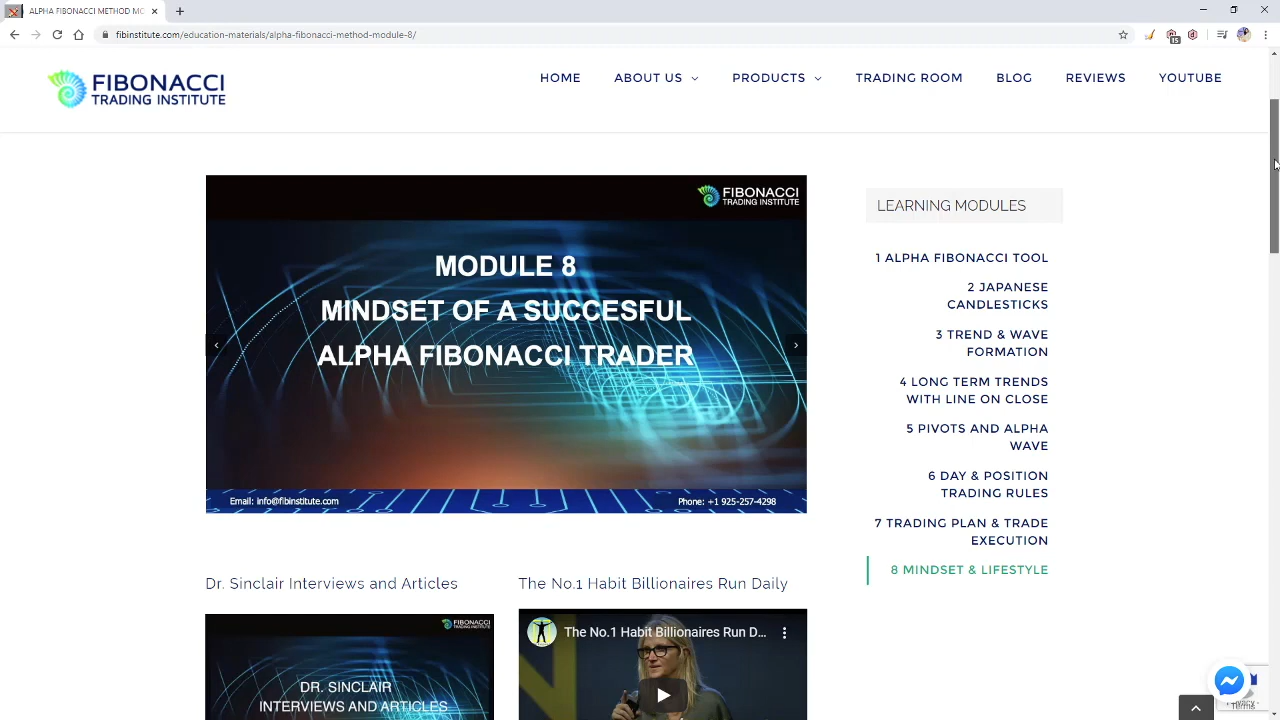 ALPHA FIBONACCI MODULE 8 MC
fibinstitute.com/education-materials/alpha-fibonacci-method-module-8/
15
FIBONACCI
TRADING INSTITUTE
HOME
ABOUT US
PRODUCTS
TRADING ROOM
BLOG
REVIEWS
YOUTUBE
FIBONACCI
TRADING INSTITUTE
MODULE 8
MINDSET OF A SUCCESFUL
ALPHA FIBONACCI TRADER
Email: info@fibinstitute.com
Phone: +1 925-257-4298
LEARNING MODULES
1 ALPHA FIBONACCI TOOL
2 JAPANESE
CANDLESTICKS
3 TREND & WAVE
FORMATION
4 LONG TERM TRENDS
WITH LINE ON CLOSE
5 PIVOTS AND ALPHA
WAVE
6 DAY & POSITION
TRADING RULES
7 TRADING PLAN & TRADE
EXECUTION
8 MINDSET & LIFESTYLE
Dr. Sinclair Interviews and Articles
The No.1 Habit Billionaires Run Daily
FIBONACCI
TRADING INSTITUTE
DR. SINCLAIR
INTERVIEWS AND ARTICLES
The No.1 Habit Billionaires Run D...
Terms